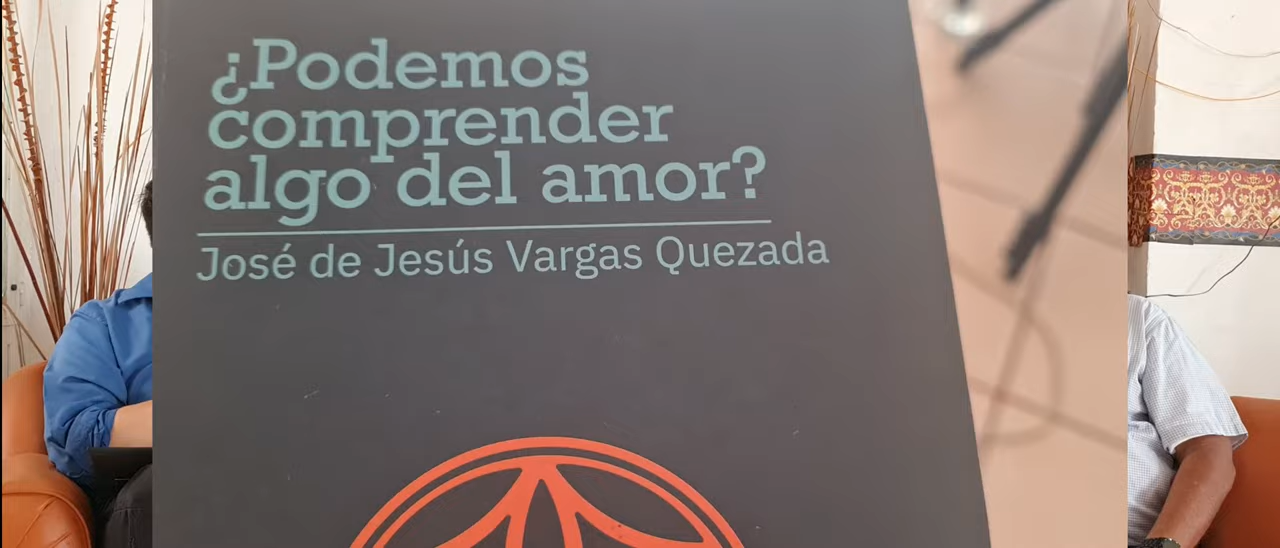 ¿Podemos
comprender
algo del amor?
José de Jesús Vargas Quezada